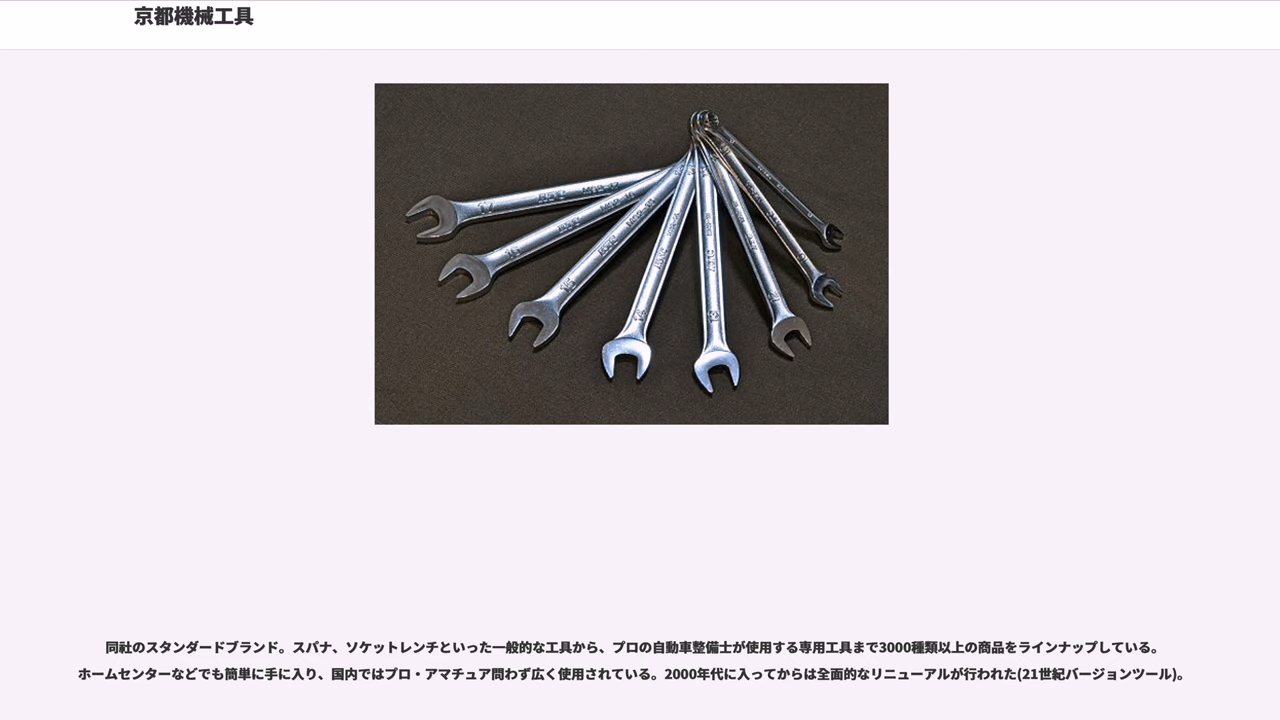 京都機械工具
17
13
同社のスタンダードブランド。スパナ、ソケットレンチといった一般的な工具から、プロの自動車整備士が使用する専用工具まで3000種類以上の商品をラインナップしている。
ホームセンターなどでも簡単に手に入り、国内ではプロ・アマチュア問わず広く使用されている。2000年代に入ってからは全面的なリニューアルが行われた(21世紀バージョンツール)。